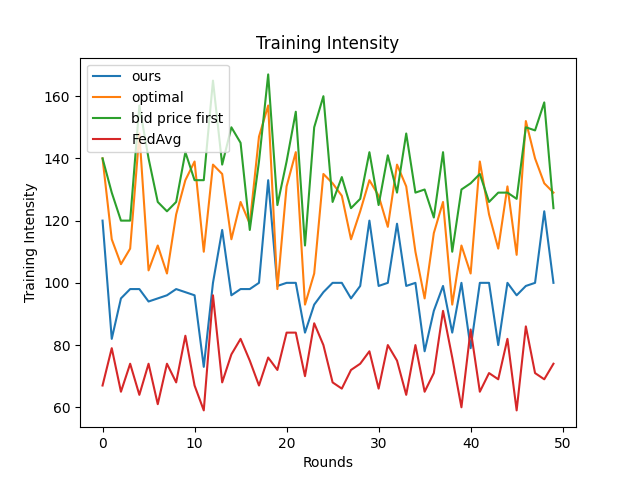 Training Intensity
ours
optimal
bid price first
FedAvg
Training Intensity
160
140
120
100
80
60
0 10 20 30 40 50
Rounds